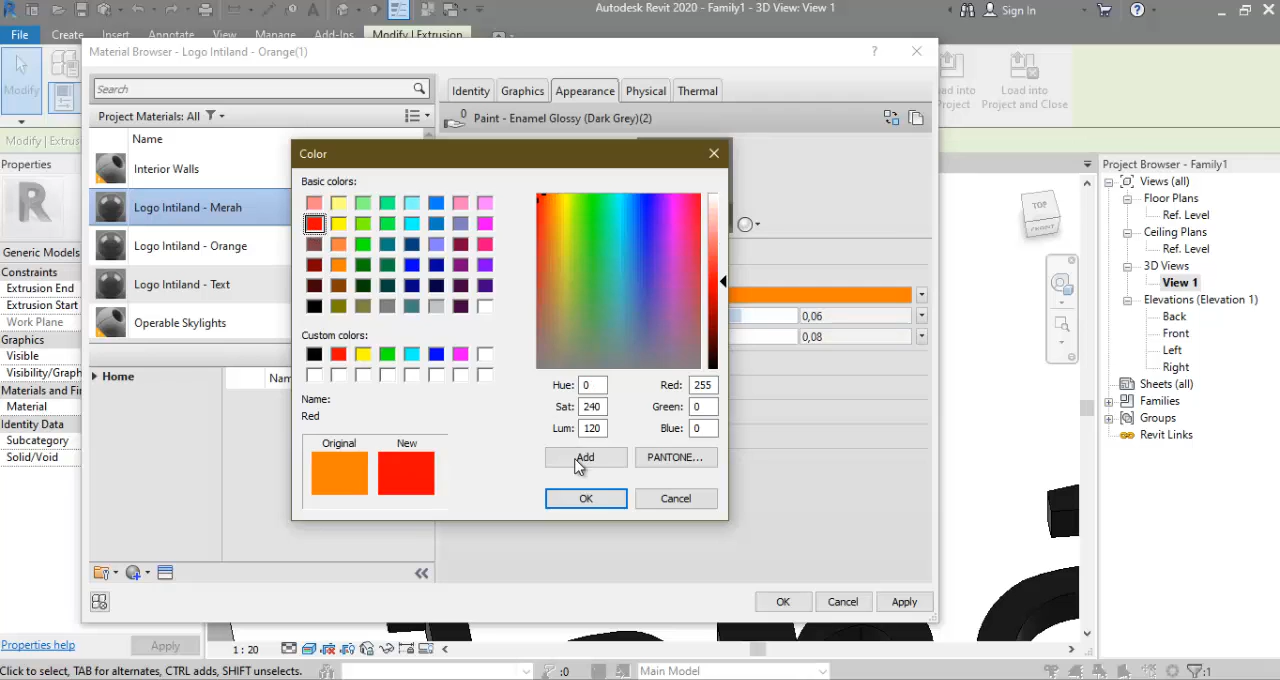 Autodesk Revit 2020 - Family1 - 3D View: View 1
Sign In
File
Create
Insert
Annotate
View
Manage
Add-Ins
Modify | Extrusion
Modify
Load into
Project and Close
Modify | Extrus
Material Browser - Logo Intiland - Orange(1)
Search
Project Materials: All
Name
Interior Walls
Logo Intiland - Merah
Logo Intiland - Orange
Logo Intiland - Text
Operable Skylights
Home
Identity
Graphics
Appearance
Physical
Thermal
0
Paint - Enamel Glossy (Dark Grey)(2)
0,06
0,08
OK
Cancel
Apply
Color
Basic colors:
Custom colors:
Name:
Red
Original
New
Hue: 0
Sat: 240
Lum: 120
Red: 255
Green: 0
Blue: 0
Add
PANTONE...
OK
Cancel
Properties
Generic Models
Constraints
Extrusion End
Extrusion Start
Work Plane
Graphics
Visible
Visibility/Graph
Materials and Fi
Material
Identity Data
Subcategory
Solid/Void
Properties help
Apply
TOP
FRONT
Project Browser - Family1
Views (all)
Floor Plans
Ref. Level
Ceiling Plans
Ref. Level
3D Views
View 1
Elevations (Elevation 1)
Back
Front
Left
Right
Sheets (all)
Families
Groups
Revit Links
1 : 20
Click to select, TAB for alternates, CTRL adds, SHIFT unselects.
:0
Main Model
:1